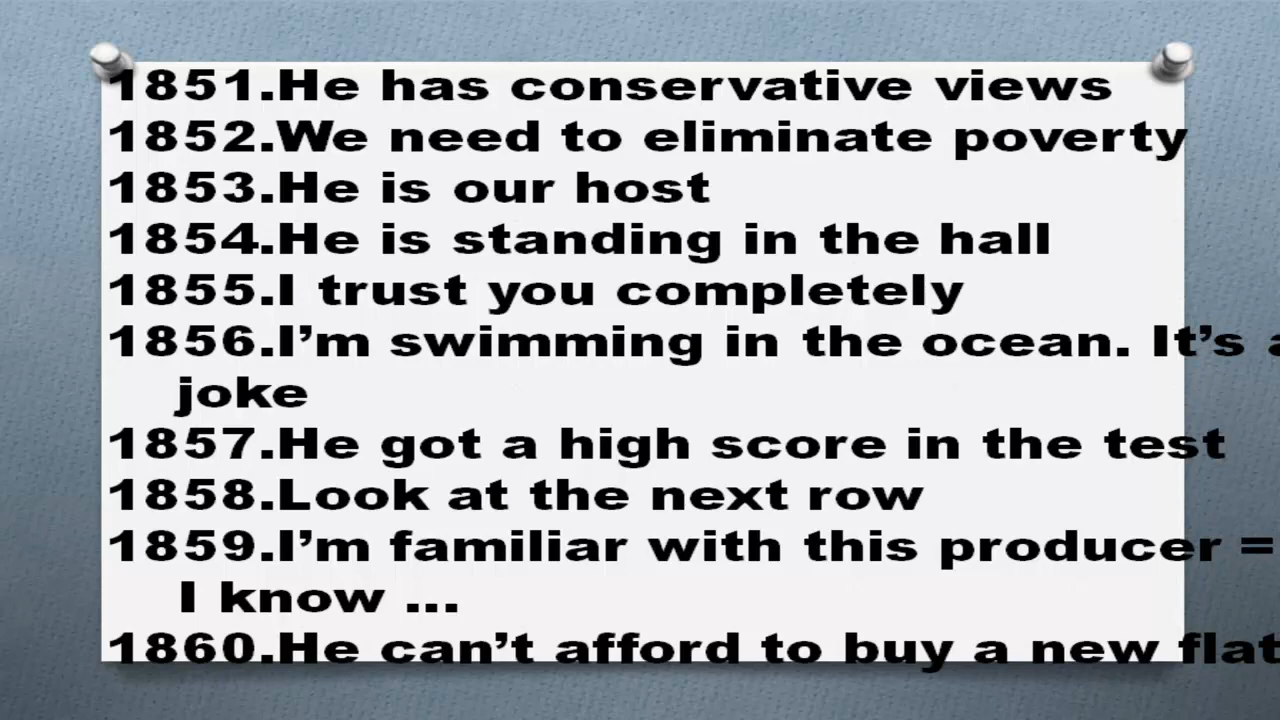 1851.He has conservative views
1852.We need to eliminate poverty
1853.He is our host
1854.He is standing in the hall
1855.I trust you completely
1856.I’m swimming in the ocean. It’s a
joke
1857.He got a high score in the test
1858.Look at the next row
1859.I’m familiar with this producer =
I know ...
1860.He can’t afford to buy a new flat